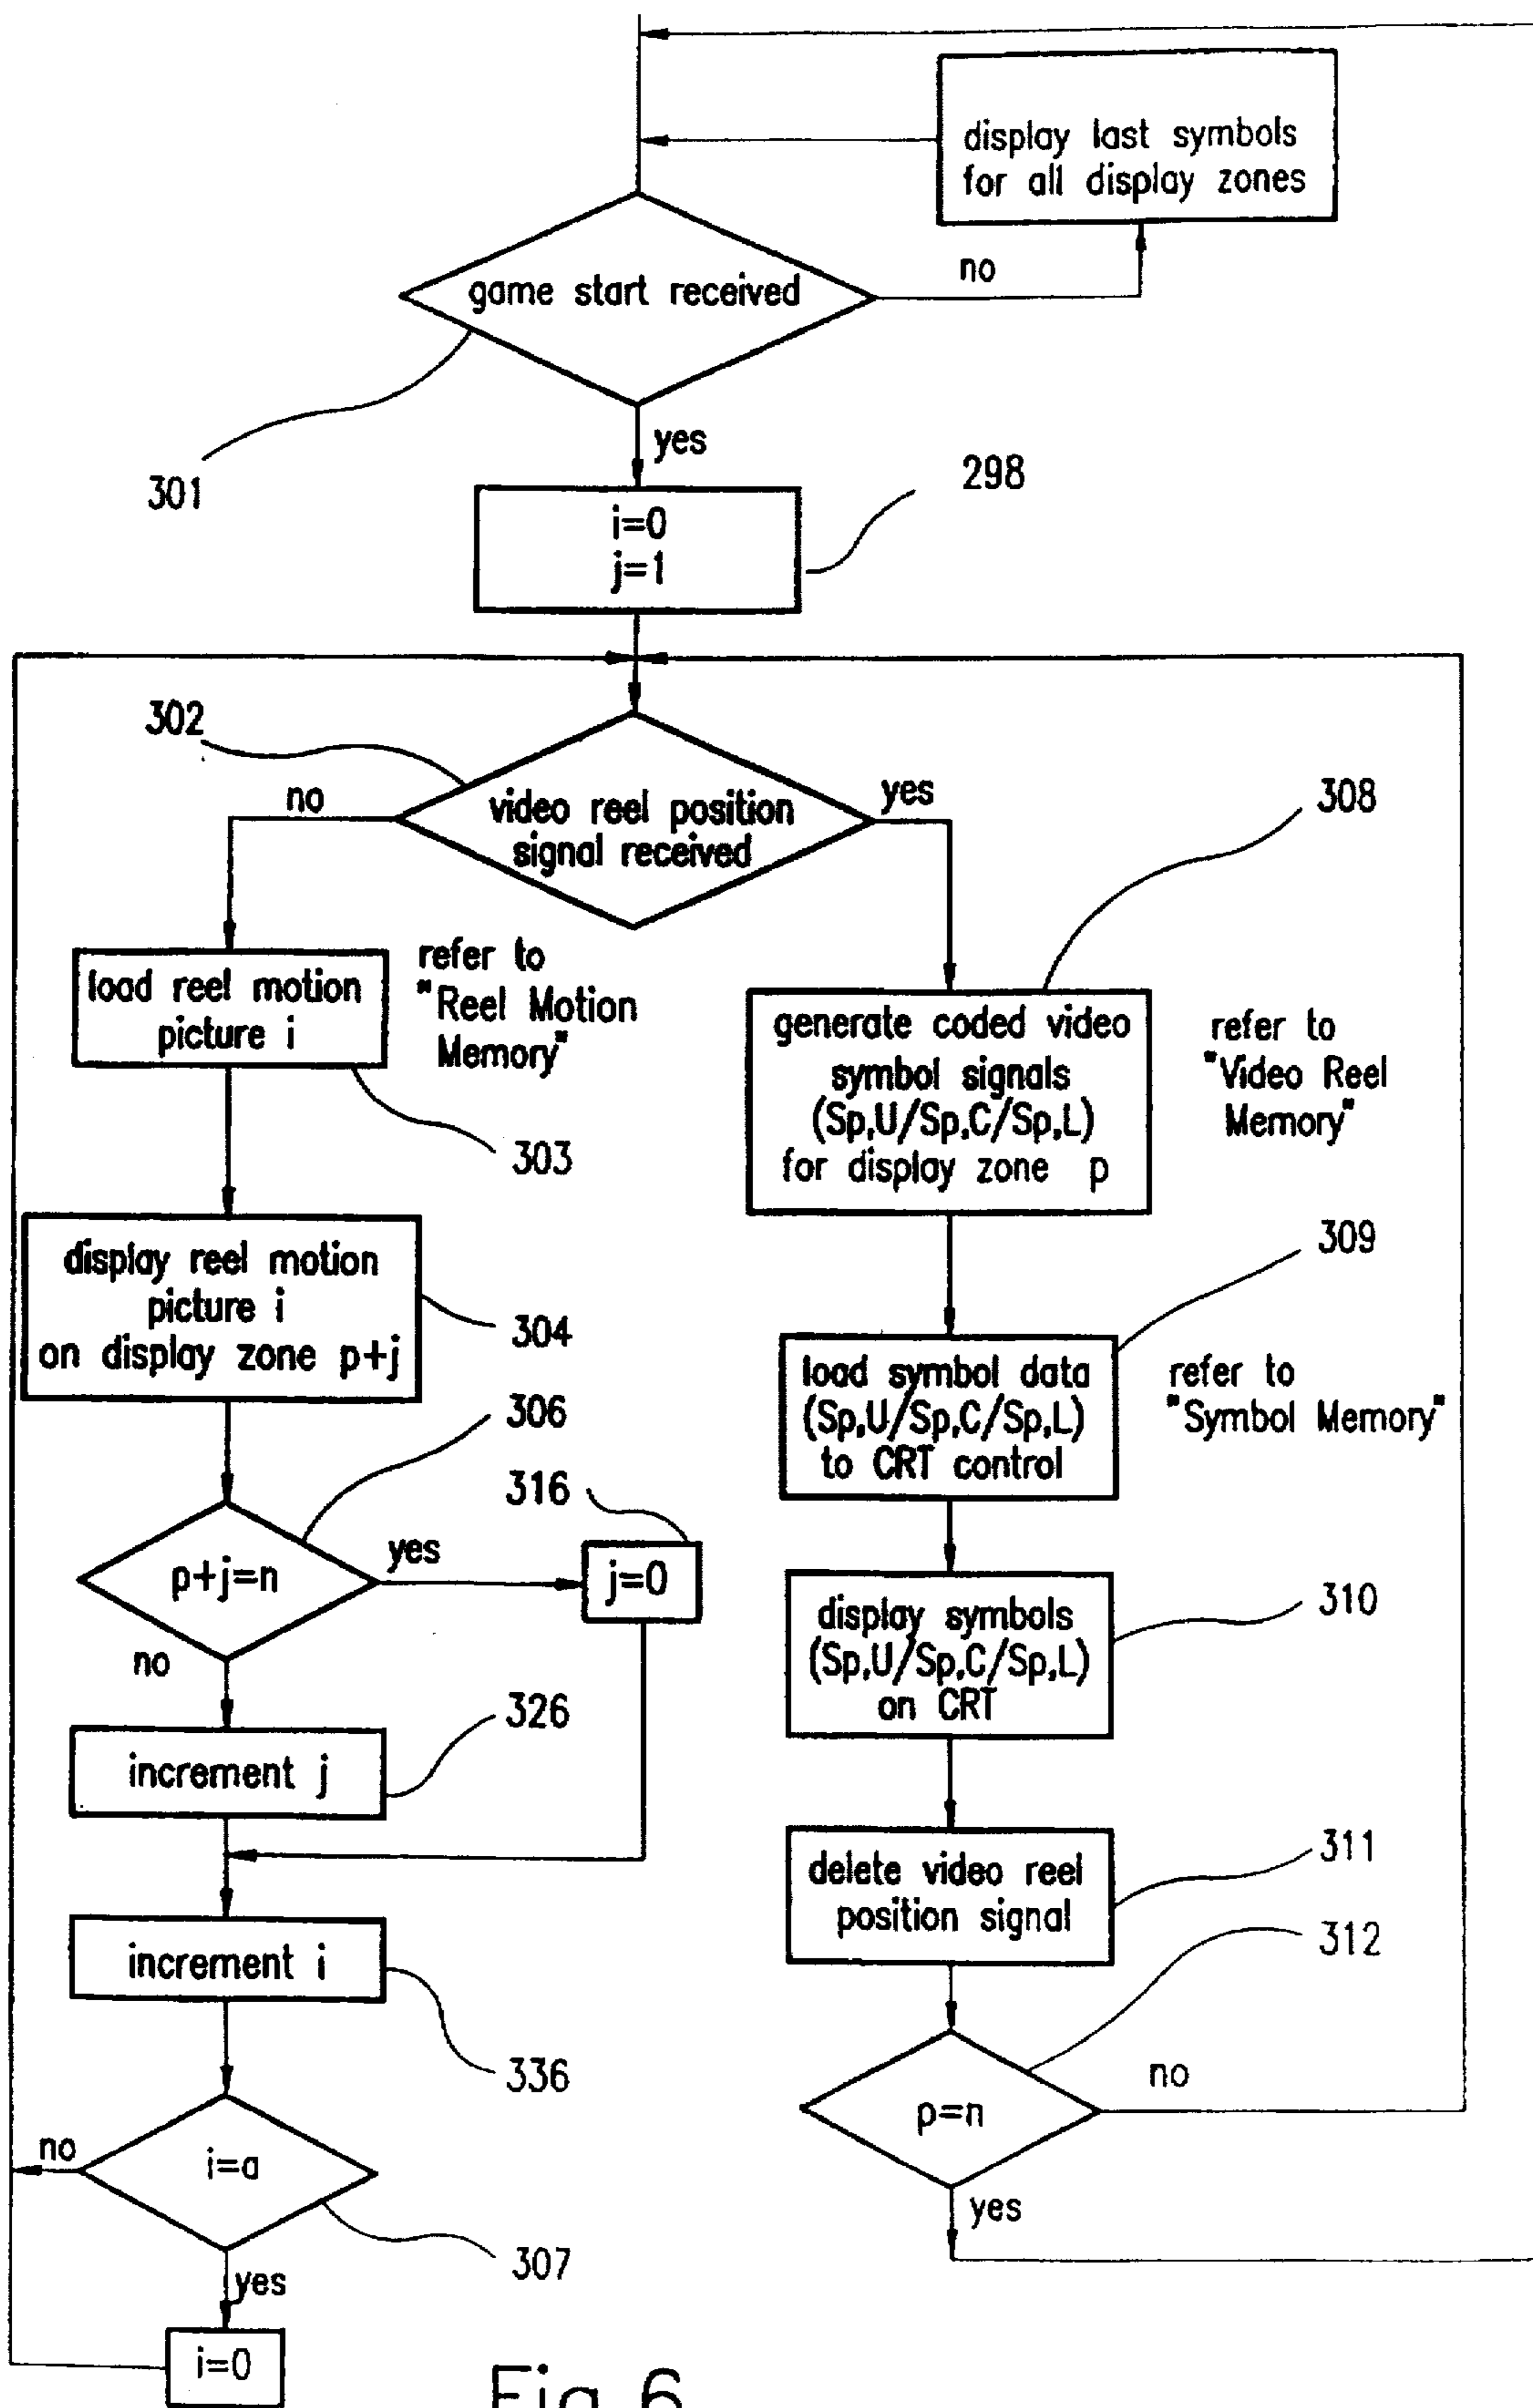 display last symbols
for all display zones
game start received
no
yes
301
298
i=0
j=1
302
no
video reel position
signal received
yes
308
load reel motion
picture i
refer to
"Reel Motion
Memory"
303
generate coded video
symbol signals
(Sp,U/Sp,C/Sp,L)
for display zone p
refer to
"Video Reel
Memory"
display reel motion
picture i
on display zone p+j
304
309
load symbol data
(Sp,U/Sp,C/Sp,L)
to CRT control
refer to
"Symbol Memory"
306
p+j=n
yes
316
j=0
no
display symbols
(Sp,U/Sp,C/Sp,L)
on CRT
310
326
increment j
delete video reel
position signal
311
increment i
336
312
p=n
no
yes
no
i=a
307
yes
i=0
Fig 6